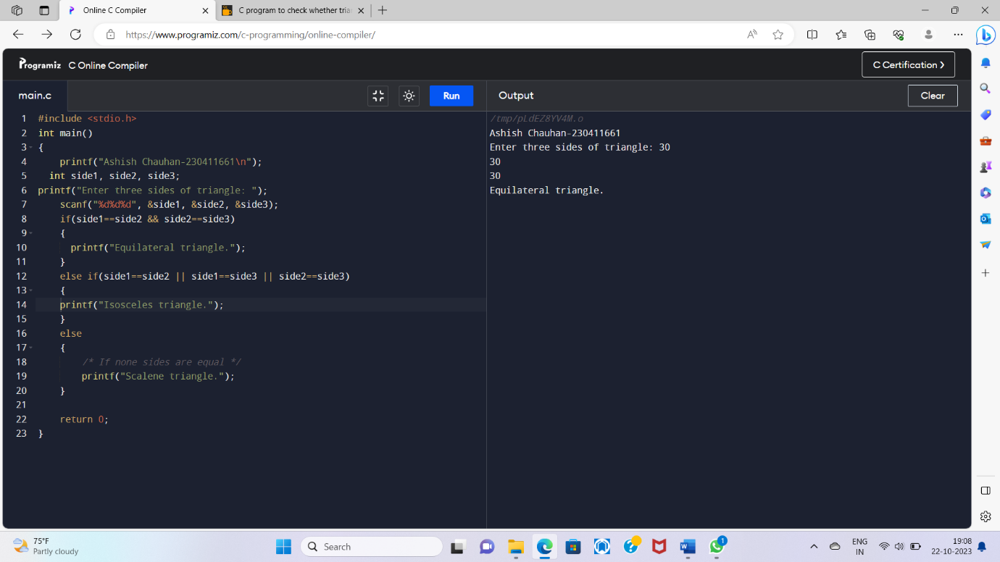 Online C Compiler
C program to check whether tria
https://www.programiz.com/c-programming/online-compiler/
Programiz C Online Compiler
C Certification ❯
main.c
Run
Output
Clear
1 #include <stdio.h>
2 int main()
3 {
4 printf("Ashish Chauhan-230411661\n");
5 int side1, side2, side3;
6 printf("Enter three sides of triangle: ");
7 scanf("%d%d%d", &side1, &side2, &side3);
8 if(side1==side2 && side2==side3)
9 {
10 printf("Equilateral triangle.");
11 }
12 else if(side1==side2 || side1==side3 || side2==side3)
13 {
14 printf("Isosceles triangle.");
15 }
16 else
17 {
18 /* If none sides are equal */
19 printf("Scalene triangle.");
20 }
21
22 return 0;
23 }
/tmp/pLdEZ8YV4M.o
Ashish Chauhan-230411661
Enter three sides of triangle: 30
30
30
Equilateral triangle.
75°F
Partly cloudy
Search
1
ENG
IN
19:08
22-10-2023